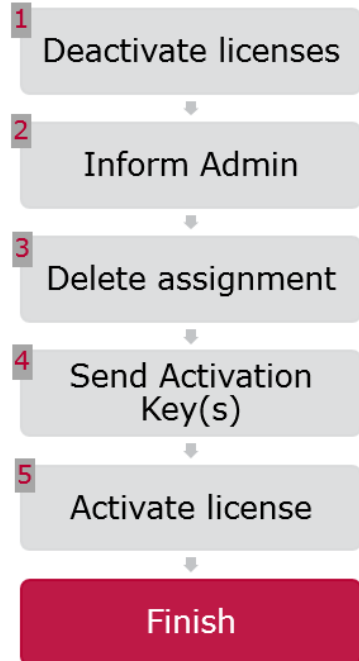 1
Deactivate licenses
2
Inform Admin
3
Delete assignment
4
Send Activation
Key(s)
5
Activate license
Finish